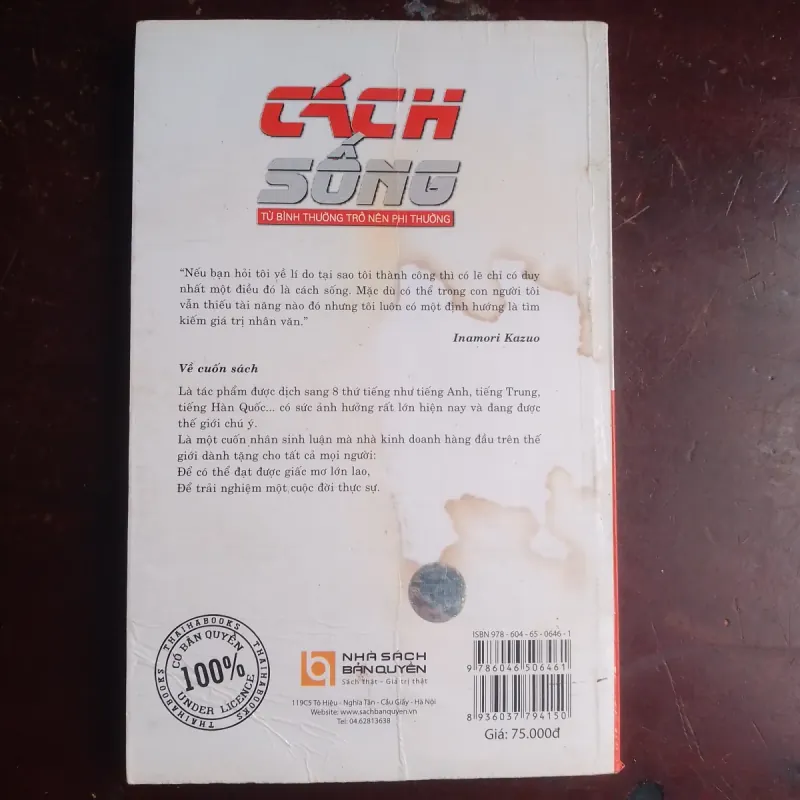 CÁCH
SỐNG
TỪ BÌNH THƯỜNG TRỞ NÊN PHI THƯỜNG
“Nếu bạn hỏi tôi về lí do tại sao tôi thành công thì có lẽ chỉ có duy
nhất một điều đó là cách sống. Mặc dù có thể trong con người tôi
vẫn thiếu tài năng nào đó nhưng tôi luôn có một định hướng là tìm
kiếm giá trị nhân văn.”
Inamori Kazuo
Về cuốn sách
Là tác phẩm được dịch sang 8 thứ tiếng như tiếng Anh, tiếng Trung,
tiếng Hàn Quốc... có sức ảnh hưởng rất lớn hiện nay và đang được
thế giới chú ý.
Là một cuốn nhân sinh luận mà nhà kinh doanh hàng đầu trên thế
giới dành tặng cho tất cả mọi người:
Để có thể đạt được giấc mơ lớn lao,
Để trải nghiệm một cuộc đời thực sự.
THAIHABOOKS THAIHABOOKS THAIHABOOKS
CÓ BẢN QUYỀN
100%
UNDER LICENCE
NHÀ SÁCH
BẢN QUYỀN
Sách thật - Giá trị thật
119C5 Tô Hiệu - Nghĩa Tân - Cầu Giấy - Hà Nội
Website: www.sachbanquyen.vn
Tel: 04.62813638
ISBN 978 - 604 - 65 - 0646 - 1
9 786046 506461
8 936037 794150
Giá: 75.000đ